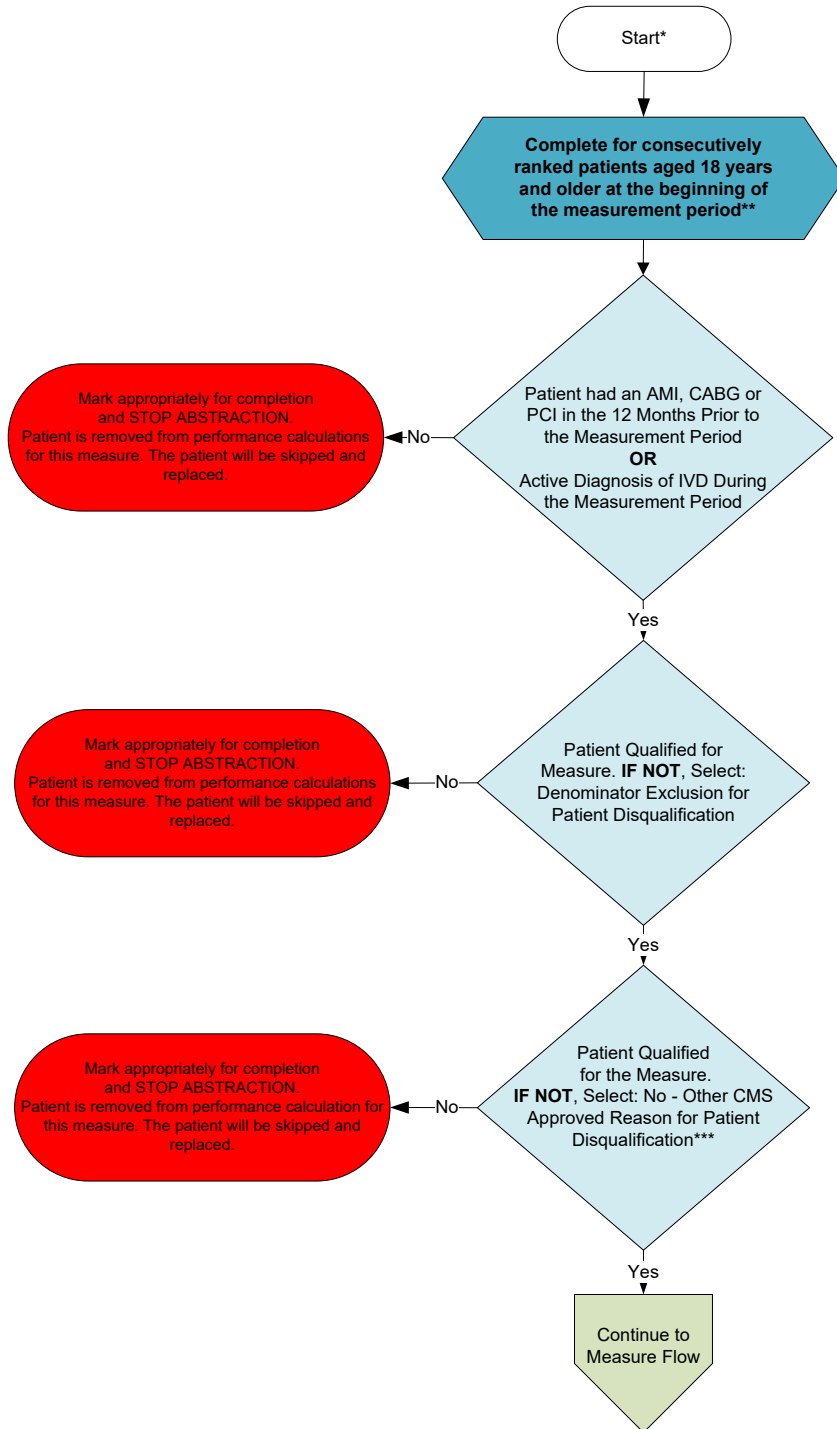 Start*
Complete for consecutively
ranked patients aged 18 years
and older at the beginning of
the measurement period**
Patient had an AMI, CABG or
PCI in the 12 Months Prior to
the Measurement Period
OR
Active Diagnosis of IVD During
the Measurement Period
No
Mark appropriately for completion
and STOP ABSTRACTION.
Patient is removed from performance calculations
for this measure. The patient will be skipped and
replaced.
Yes
Patient Qualified for
Measure. IF NOT, Select:
Denominator Exclusion for
Patient Disqualification
No
Mark appropriately for completion
and STOP ABSTRACTION.
Patient is removed from performance calculations
for this measure. The patient will be skipped and
replaced.
Yes
Patient Qualified
for the Measure.
IF NOT, Select: No - Other CMS
Approved Reason for Patient
Disqualification***
No
Mark appropriately for completion
and STOP ABSTRACTION.
Patient is removed from performance calculation for
this measure. The patient will be skipped and
replaced.
Yes
Continue to
Measure Flow